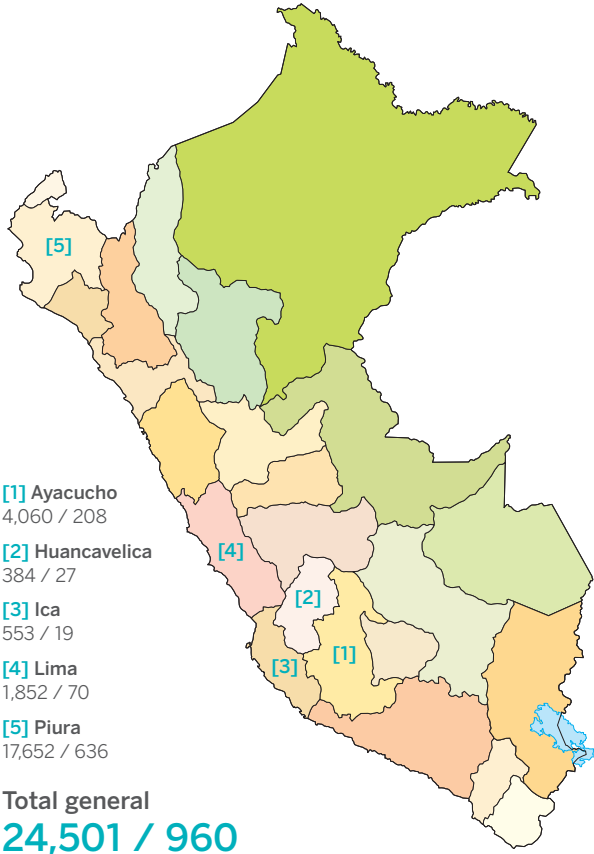 [5]
[4]
[2]
[1]
[3]
[1] Ayacucho
4,060 / 208
[2] Huancavelica
384 / 27
[3] Ica
553 / 19
[4] Lima
1,852 / 70
[5] Piura
17,652 / 636
Total general
24,501 / 960